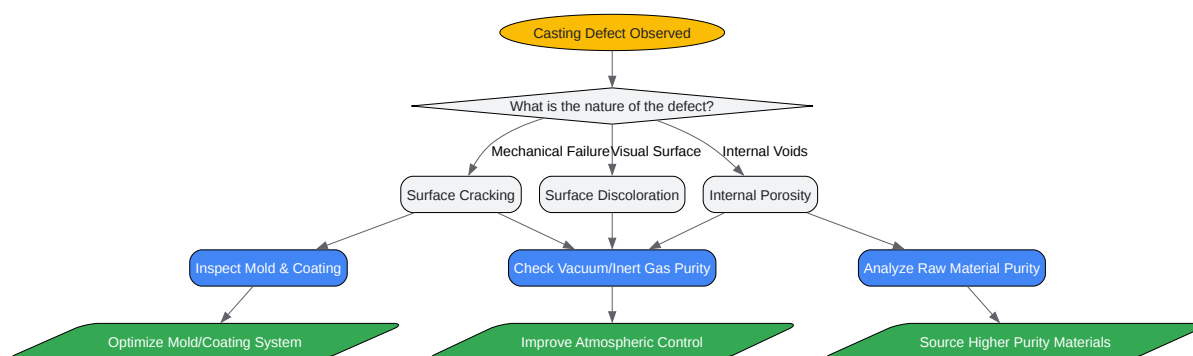 Casting Defect Observed
What is the nature of the defect?
Mechanical Failure
Visual Surface
Internal Voids
Surface Cracking
Surface Discoloration
Internal Porosity
Inspect Mold & Coating
Check Vacuum/Inert Gas Purity
Analyze Raw Material Purity
Optimize Mold/Coating System
Improve Atmospheric Control
Source Higher Purity Materials